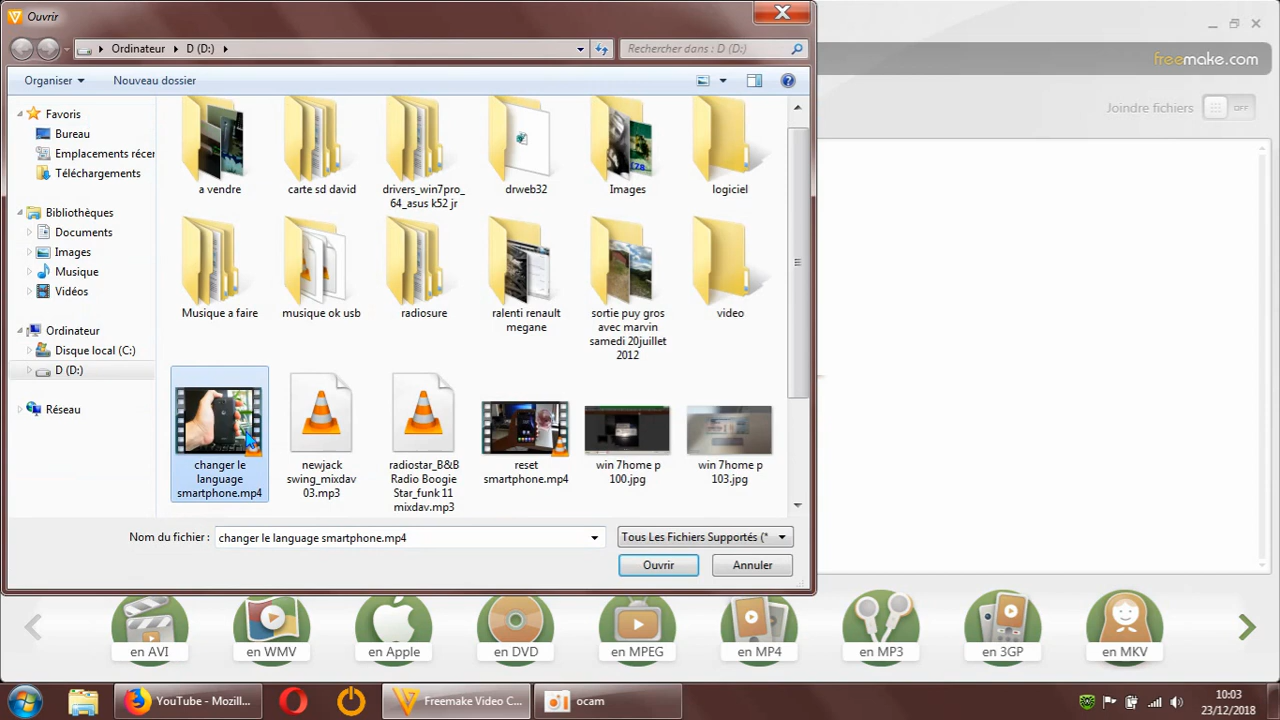 Ouvrir
Ordinateur
D (D:)
Rechercher dans : D (D:)
freemake.com
Organiser
Nouveau dossier
Joindre fichiers
OFF
Favoris
Bureau
Emplacements récen
Téléchargements
Bibliothèques
Documents
Images
Musique
Vidéos
Ordinateur
Disque local (C:)
D (D:)
Réseau
a vendre
carte sd david
drivers_win7pro_
64_asus k52 jr
drweb32
Images
logiciel
Musique a faire
musique ok usb
radiosure
ralenti renault
megane
sortie puy gros
avec marvin
samedi 20juillet
2012
video
changer le
language
smartphone.mp4
newjack
swing_mixdav
03.mp3
radiostar_B&B
Radio Boogie
Star_funk 11
mixdav.mp3
reset
smartphone.mp4
win 7home p
100.jpg
win 7home p
103.jpg
Nom du fichier :
changer le language smartphone.mp4
Tous Les Fichiers Supportés (*
Ouvrir
Annuler
en AVI
en WMV
en Apple
en DVD
en MPEG
en MP4
en MP3
en 3GP
en MKV
YouTube - Mozill...
Freemake Video C...
ocam
10:03
23/12/2018